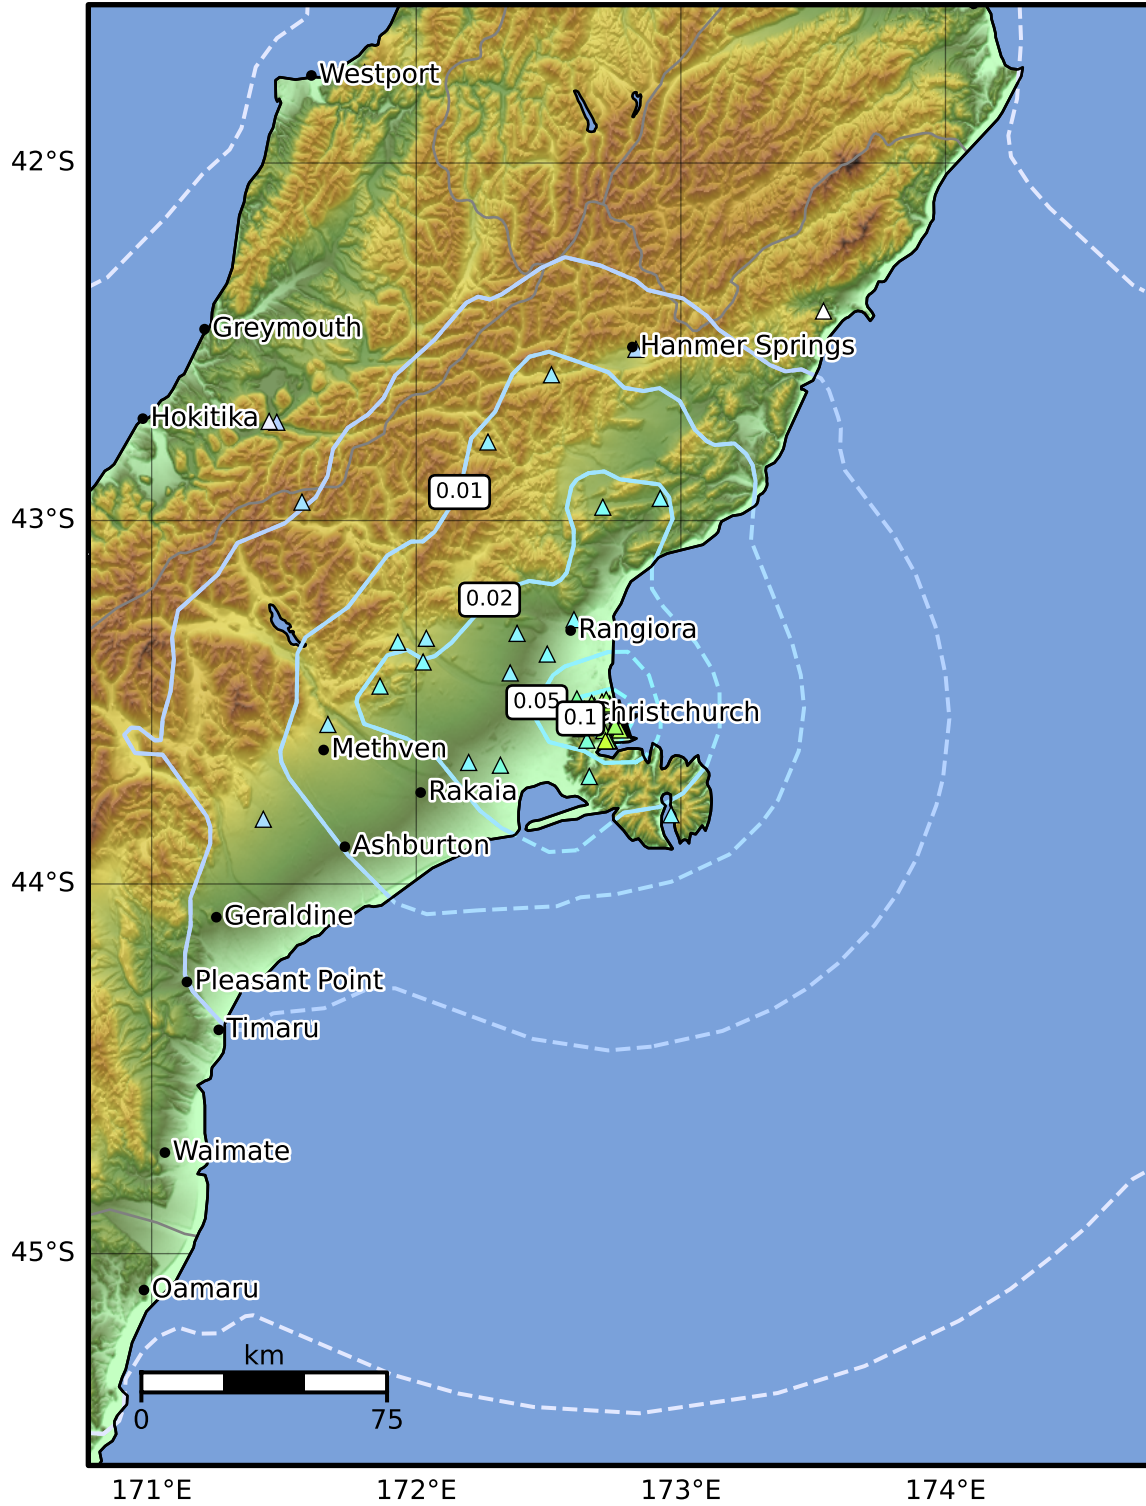 Westport
42°S
Greymouth
Hanmer Springs
Hokitika
0.01
43°S
0.02
Rangiora
0.05
0.1
Christchurch
Methven
Rakaia
Ashburton
44°S
Geraldine
Pleasant Point
Timaru
Waimate
45°S
Oamaru
km
0 75
171°E 172°E 173°E 174°E